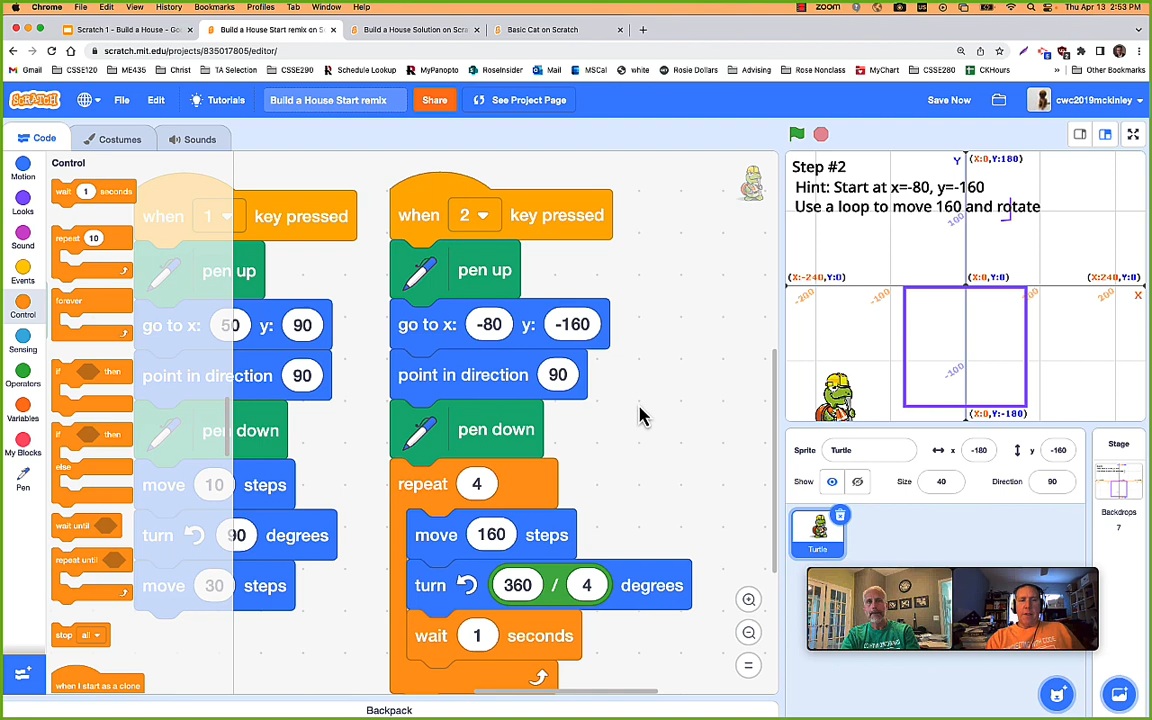 Chrome File Edit View History Bookmarks Profiles Tab Window Help zoom Thu Apr 13 2:53 PM
Scratch 1 - Build a House - Go
Build a House Start remix on S
Build a House Solution on Scra
Basic Cat on Scratch
scratch.mit.edu/projects/835017805/editor/
Gmail CSSE120 ME435 Christ TA Selection CSSE290 Schedule Lookup MyPanopto RoseInsider Mail MSCal white Rosie Dollars Advising Rose Nonclass MyChart CSSE280 CKHours » Other Bookmarks
SCRATCH File Edit Tutorials Build a House Start remix Share See Project Page Save Now cwc2019mckinley
Code Costumes Sounds
Motion
Looks
Sound
Events
Control
Sensing
Operators
Variables
My Blocks
Pen
Control
wait 1 seconds
repeat 10
forever
if then
if then
else
wait until
repeat until
stop all
when I start as a clone
when 1 key pressed
pen up
go to x: 50 y: 90
point in direction 90
pen down
move 10 steps
turn 90 degrees
move 30 steps
when 2 key pressed
pen up
go to x: -80 y: -160
point in direction 90
pen down
repeat 4
move 160 steps
turn 360 / 4 degrees
wait 1 seconds
Step #2
Hint: Start at x=-80, y=-160
Use a loop to move 160 and rotate
Y (X:0,Y:180)
100
(X:-240,Y:0) (X:0,Y:0) (X:240,Y:0)
-200 -100 200 X
-100
(X:0,Y:-180)
Sprite Turtle x -180 y -160
Show Size 40 Direction 90
Turtle
Stage
Backdrops
7
Backpack